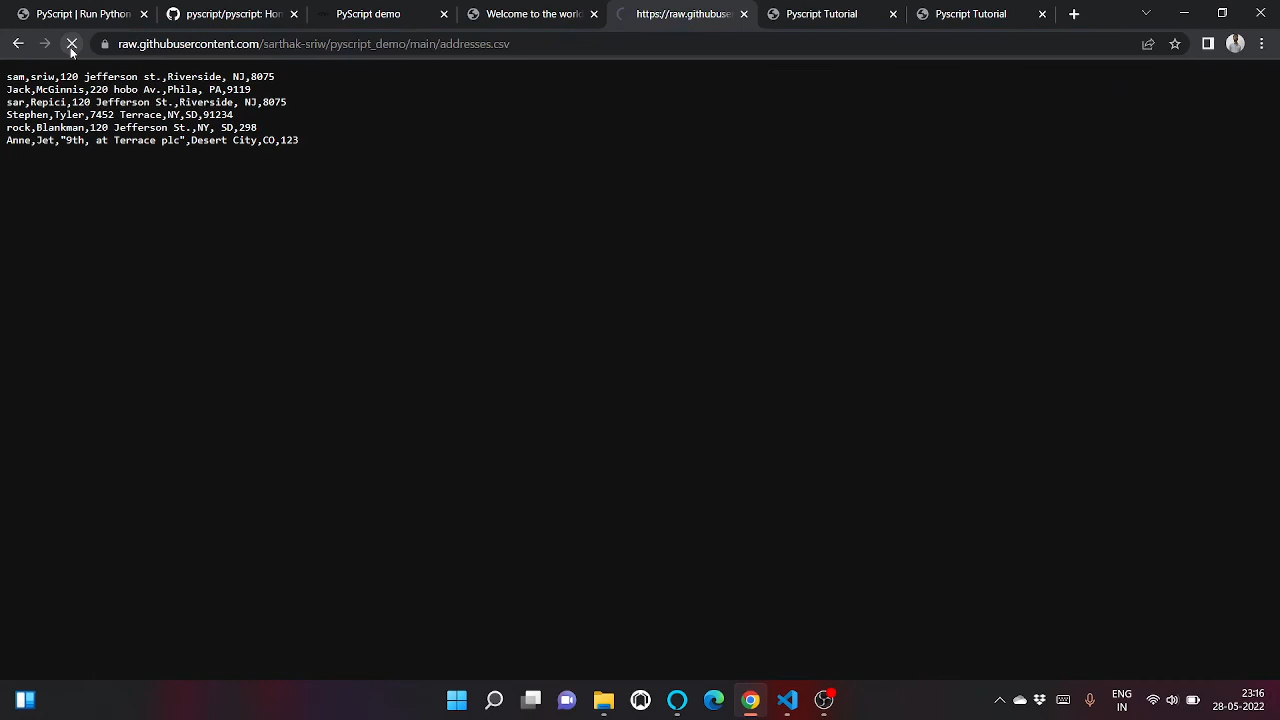 PyScript | Run Python
pyscript/pyscript: Hor
PyScript demo
Welcome to the world
https://raw.githubuser
Pyscript Tutorial
Pyscript Tutorial
raw.githubusercontent.com/sarthak-sriw/pyscript_demo/main/addresses.csv
sam,sriw,120 jefferson st.,Riverside, NJ,8075
Jack,McGinnis,220 hobo Av.,Phila, PA,9119
sar,Repici,120 Jefferson St.,Riverside, NJ,8075
Stephen,Tyler,7452 Terrace,NY,SD,91234
rock,Blankman,120 Jefferson St.,NY, SD,298
Anne,Jet,"9th, at Terrace plc",Desert City,CO,123
ENG
IN
23:16
28-05-2022